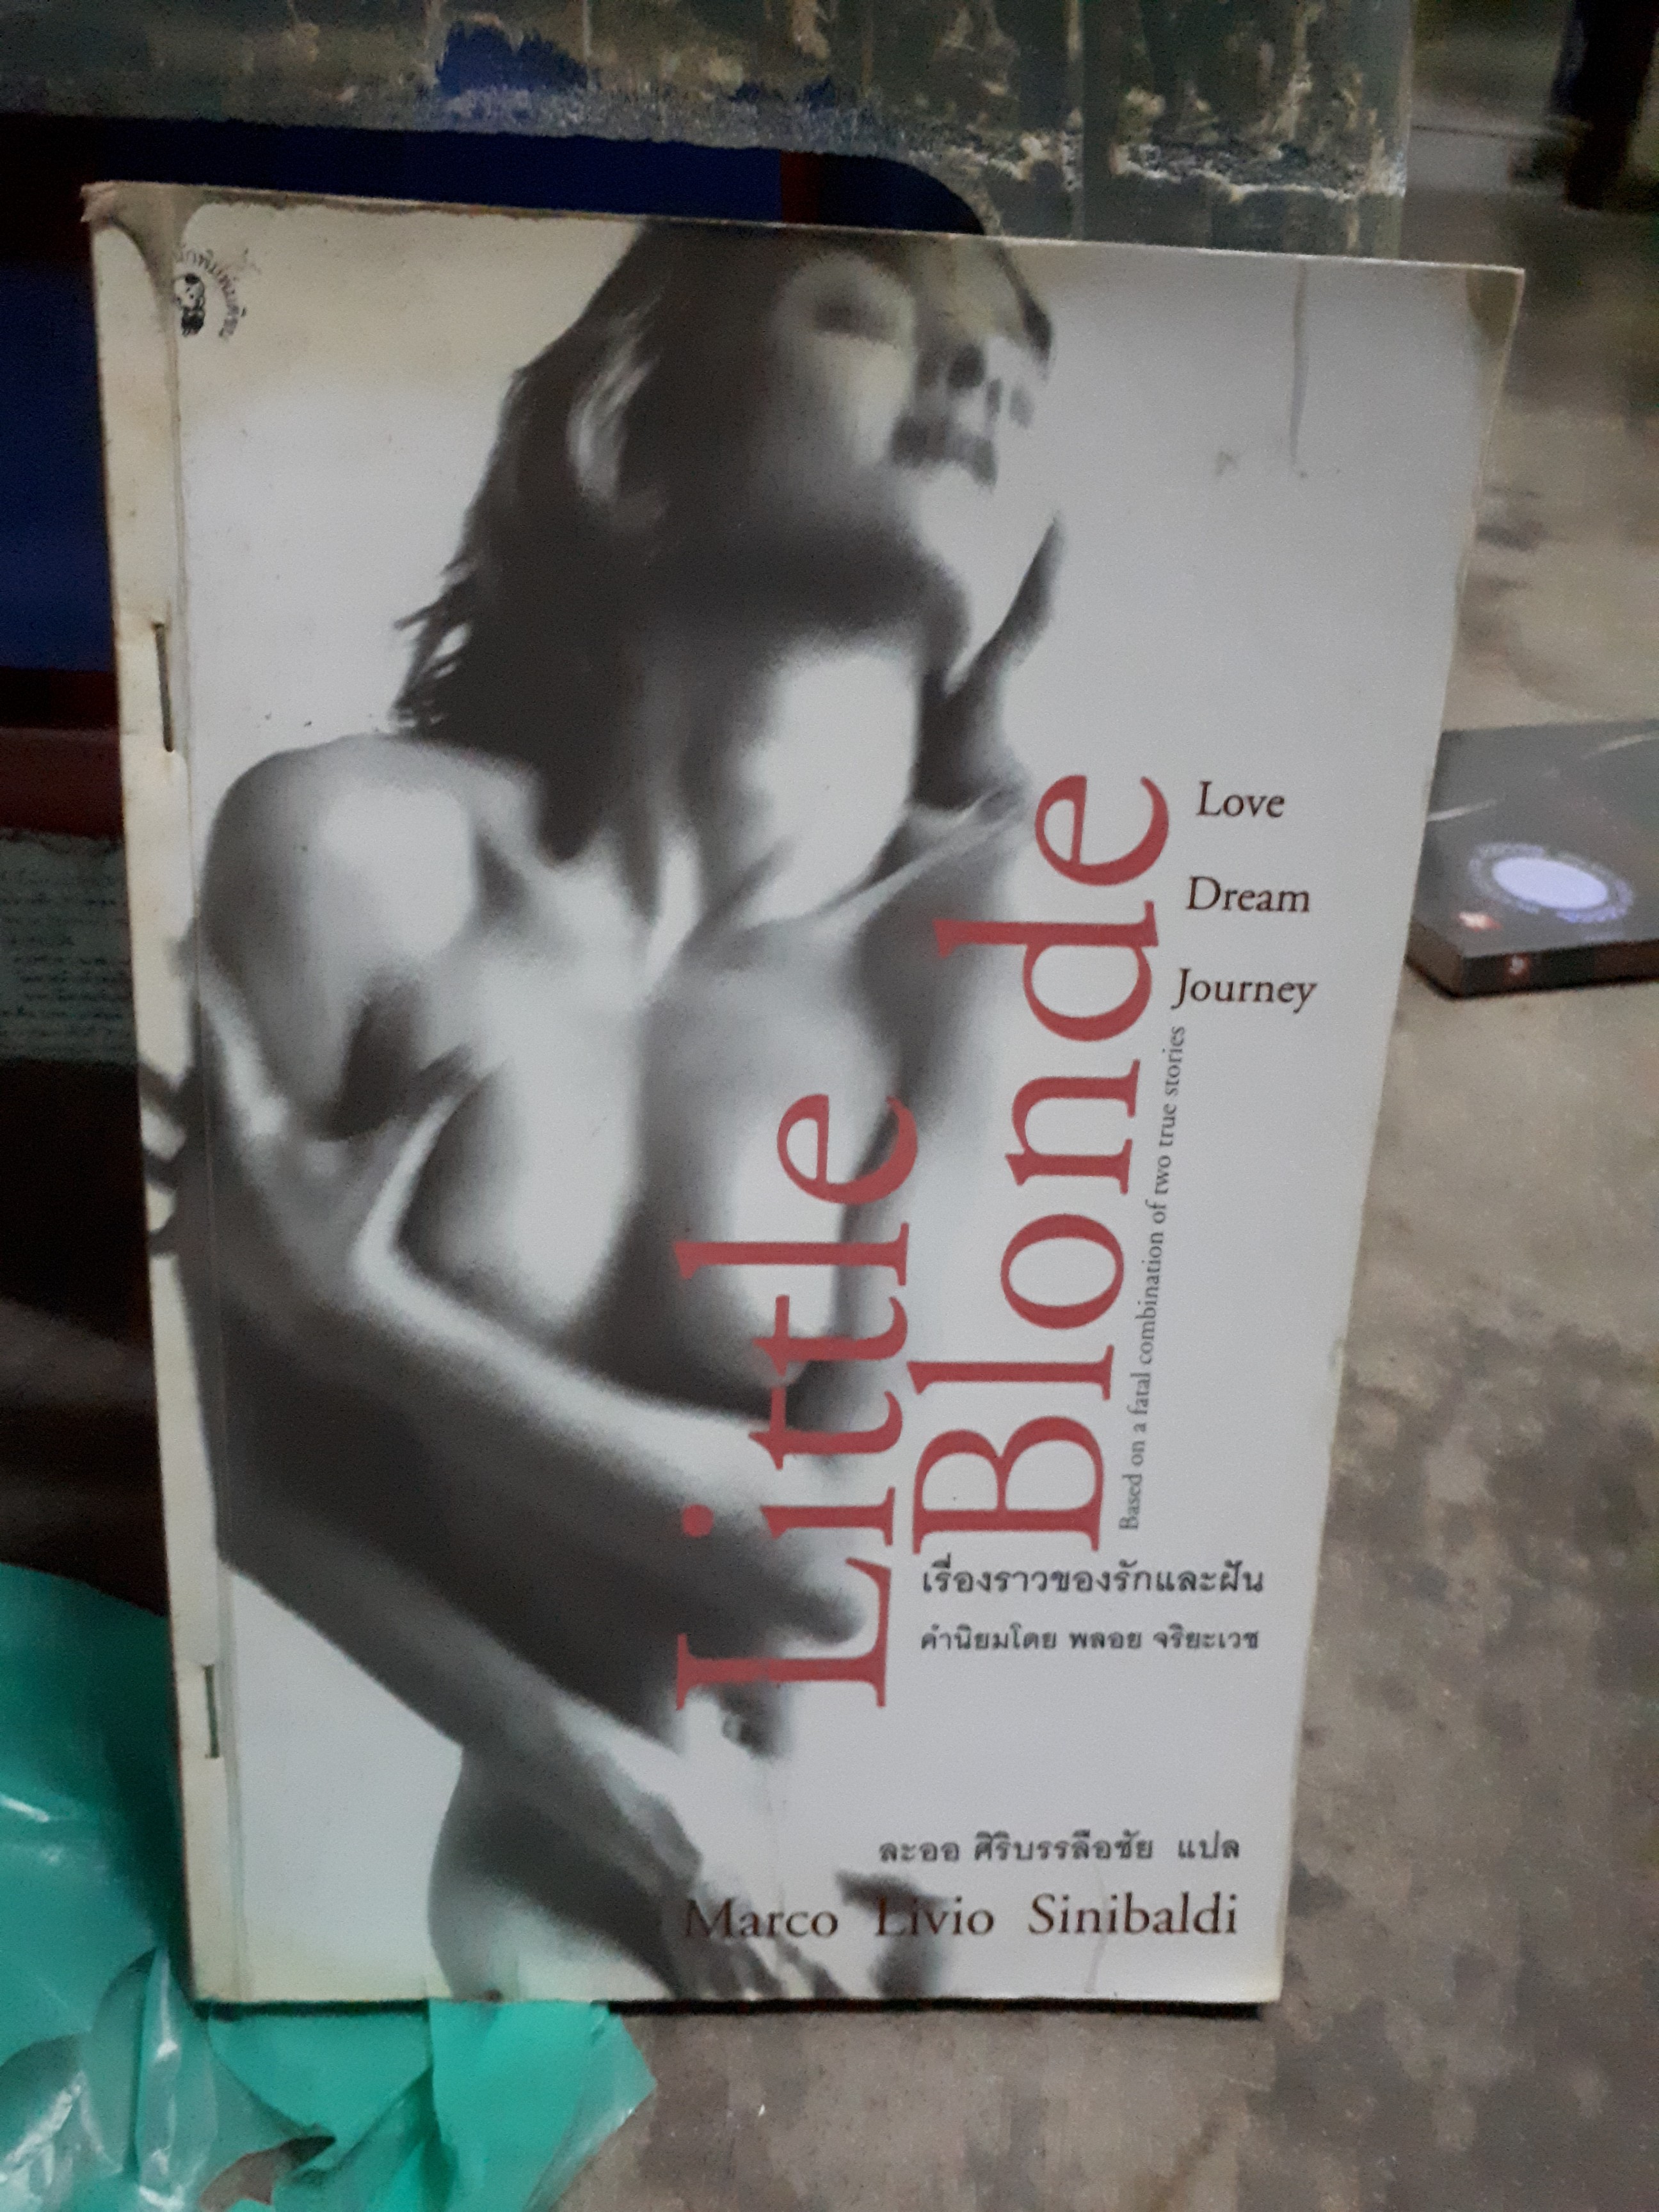 Little
Blonde
Love
Dream
Journey
Based on a fatal combination of two true stories
เรื่องราวของรักและฝัน
คำนิยมโดย พลอย จริยะเวช
ละออ ศิริบรรลือชัย แปล
Marco Livio Sinibaldi